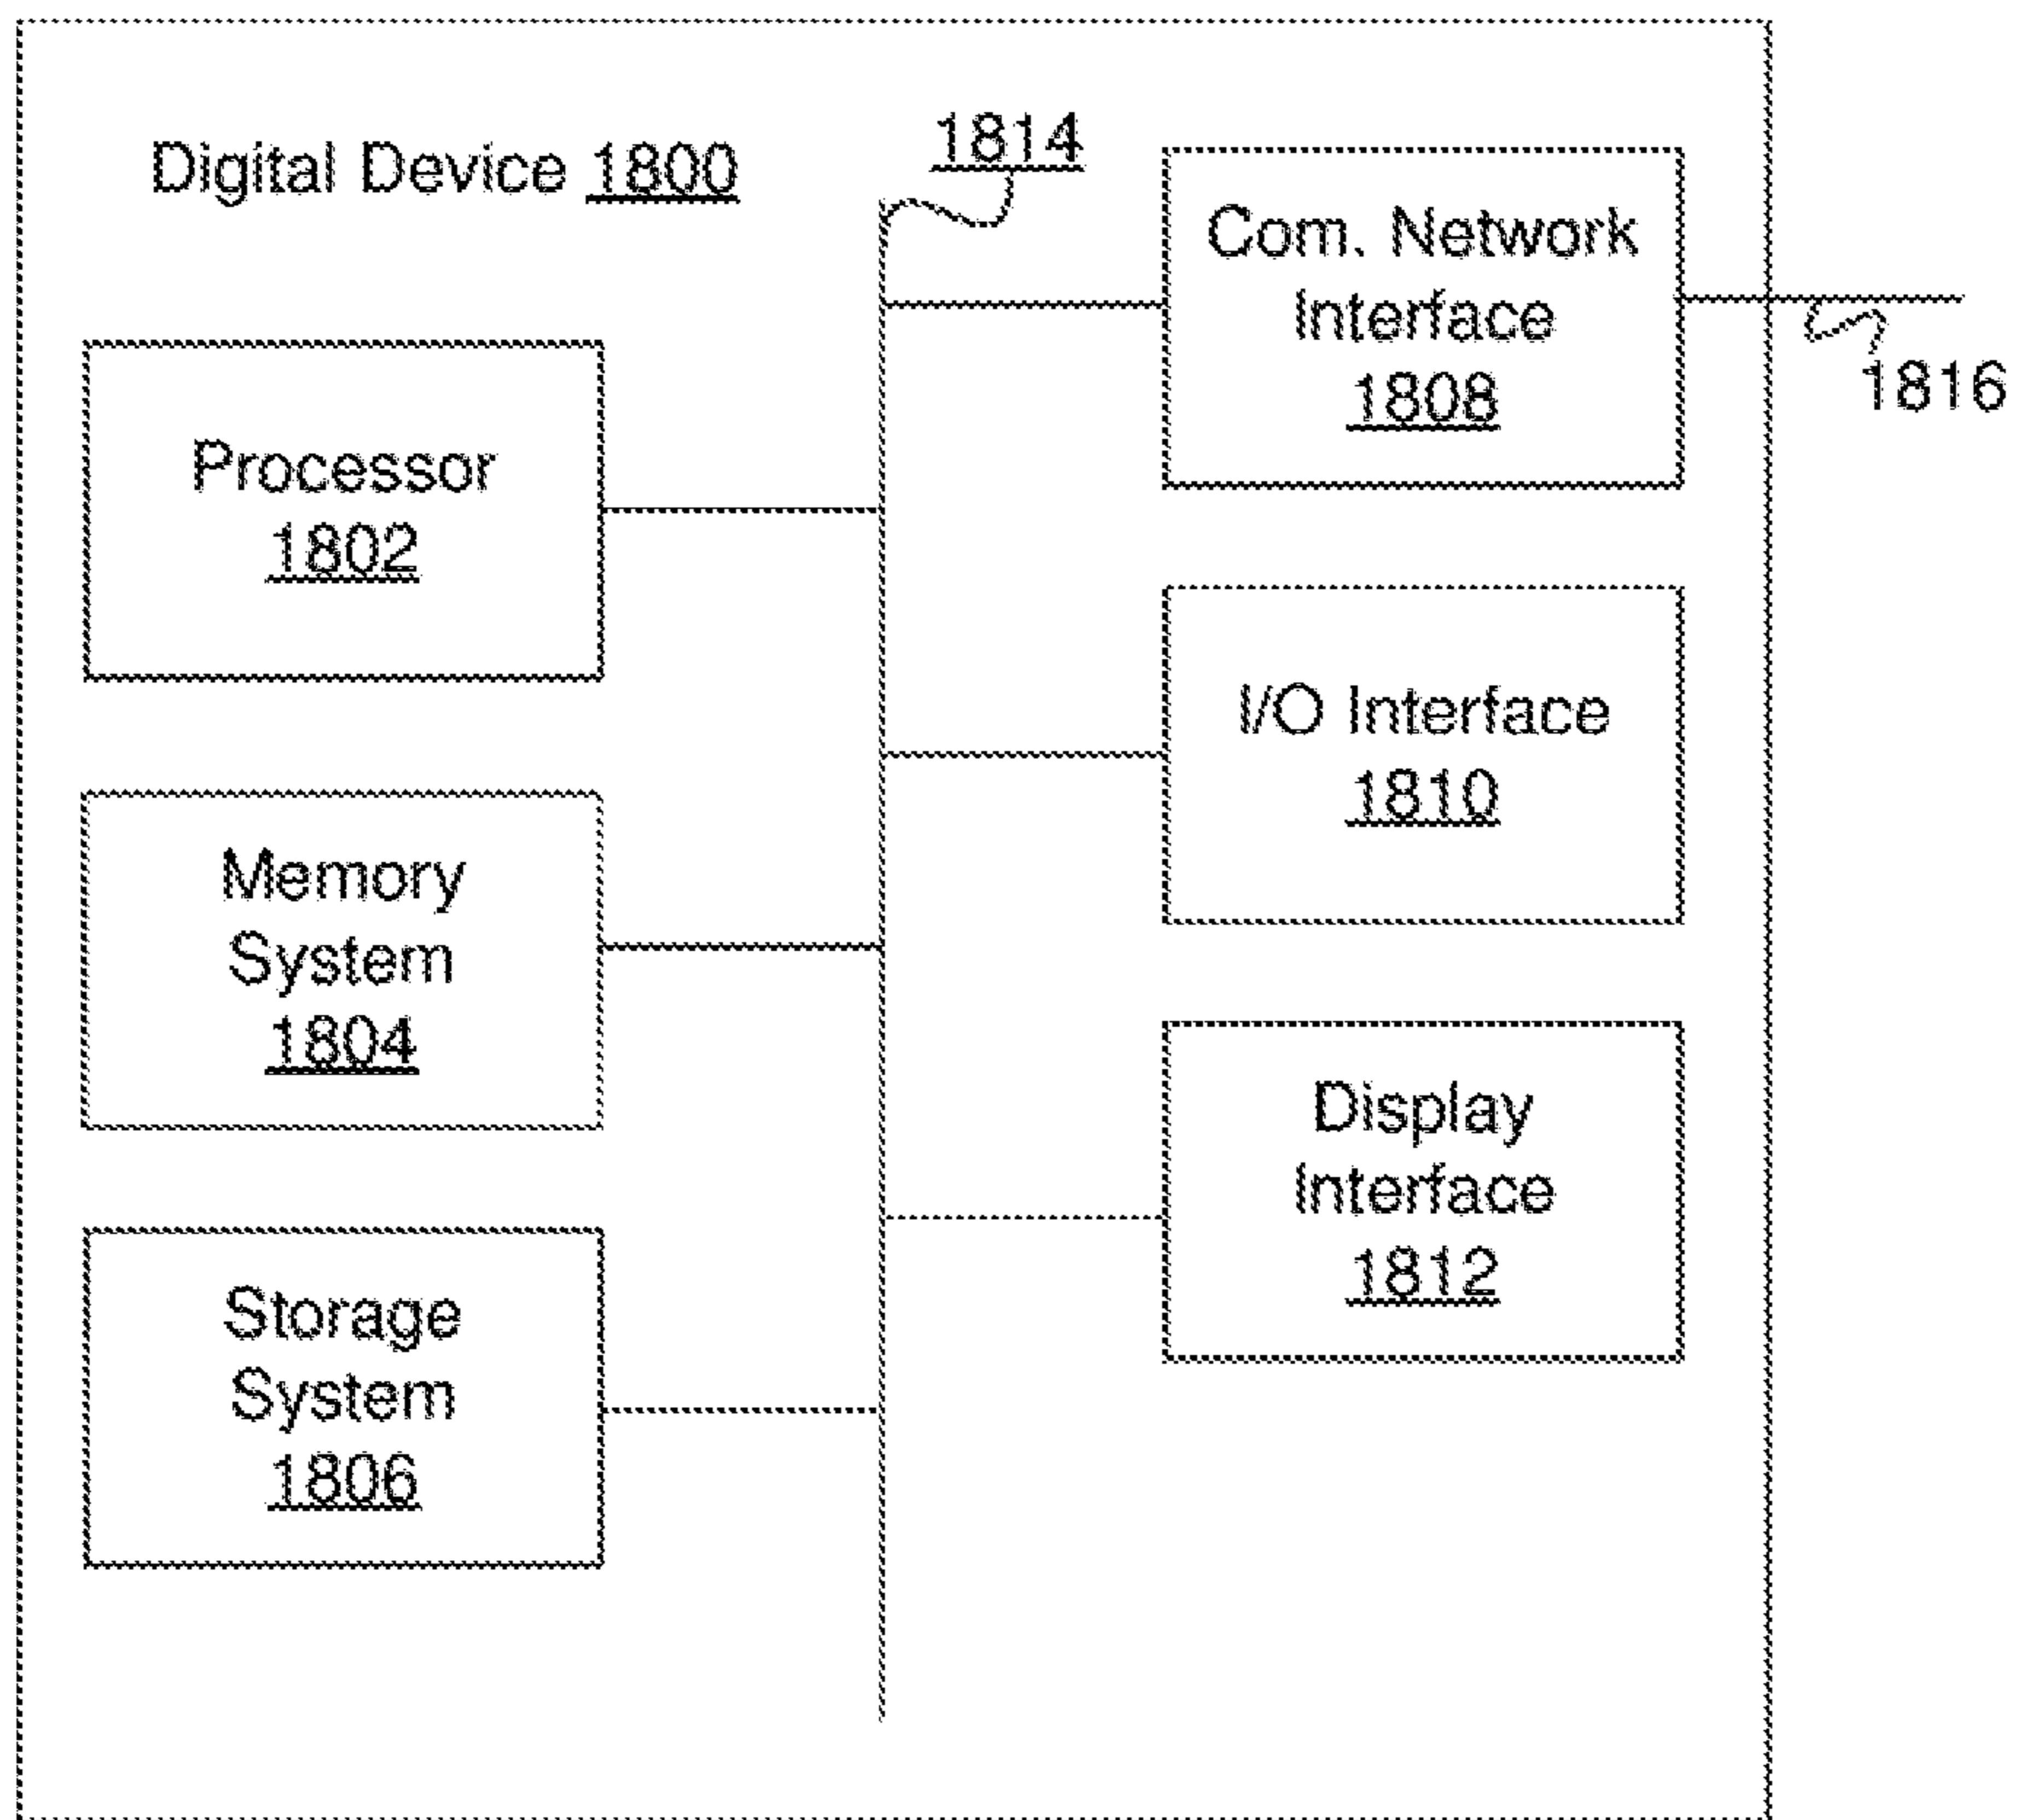 Digital Device 1800
1814
Com. Network
Interface
1808
1816
Processor
1802
I/O Interface
1810
Memory
System
1804
Display
Interface
1812
Storage
System
1806